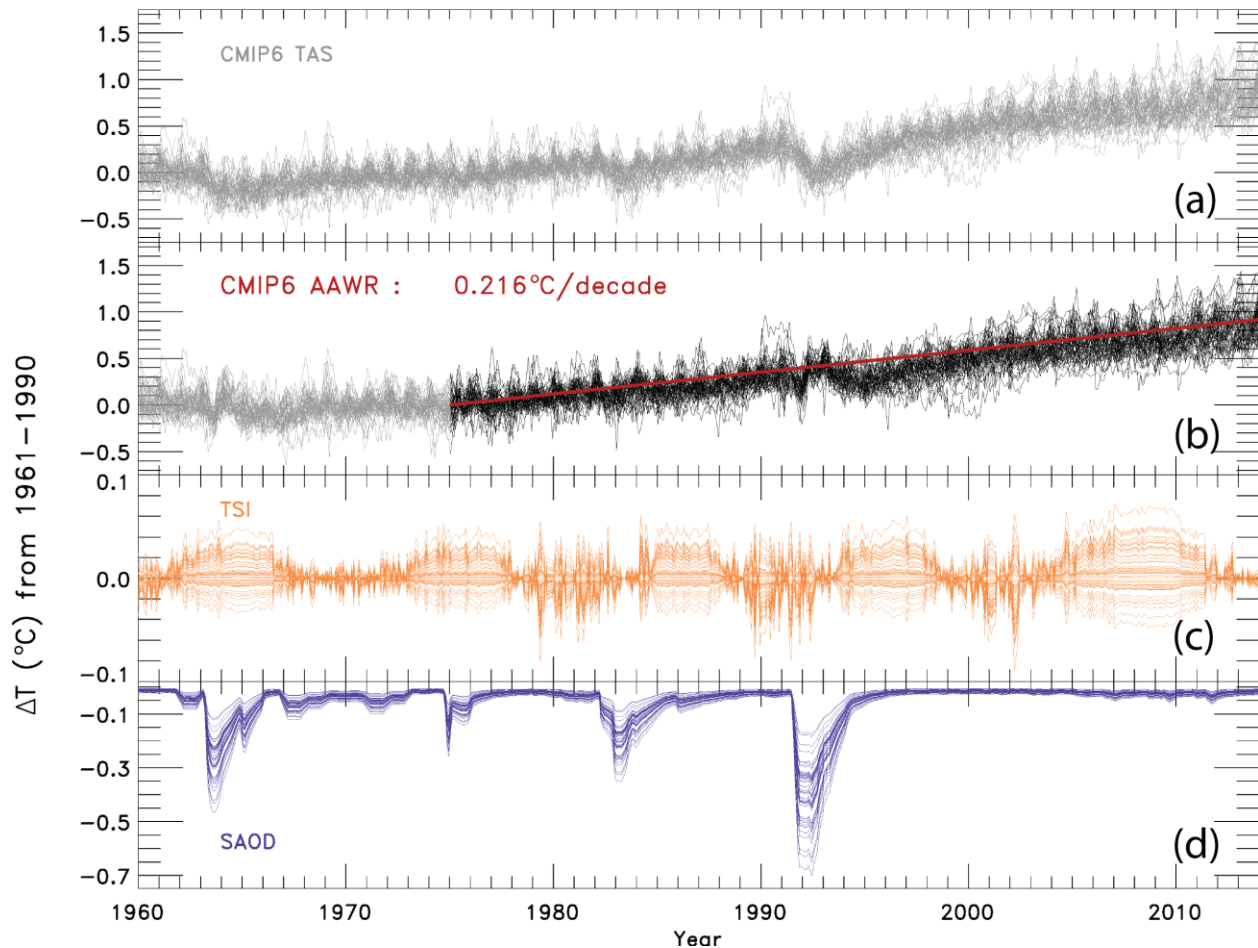 ΔT (°C) from 1961–1990
1.5
CMIP6 TAS
1.0
0.5
0.0
−0.5
(a)
1.5
CMIP6 AAWR : 0.216°C/decade
1.0
0.5
0.0
−0.5
(b)
0.1
TSI
0.0
(c)
−0.1
−0.1
−0.3
−0.5
SAOD
(d)
−0.7
1960 1970 1980 1990 2000 2010
Year